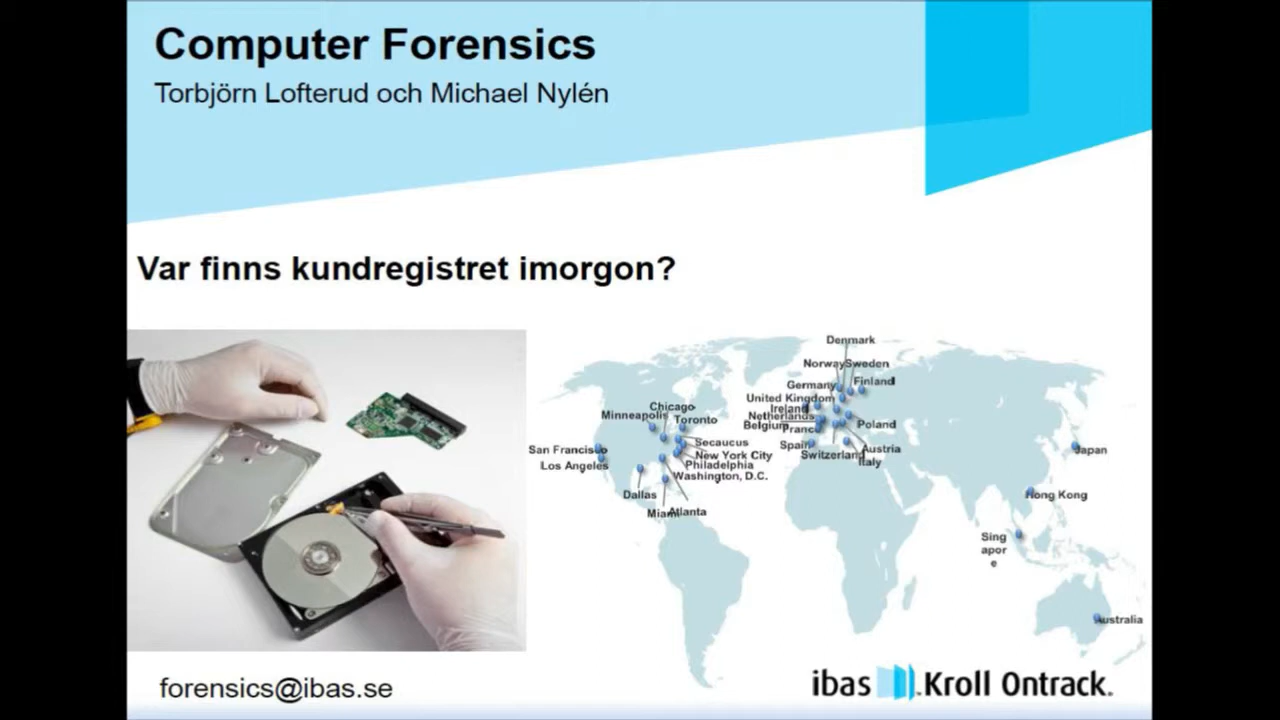 Computer Forensics
Torbjörn Lofterud och Michael Nylén
Var finns kundregistret imorgon?
Denmark
Norway Sweden
Germany Finland
United Kingdom
Ireland
Netherlands
Belgium France Poland
Spain Austria
Switzerland Italy
Chicago
Minneapolis Toronto
San Francisco Secaucus
New York City
Los Angeles Philadelphia
Washington, D.C.
Dallas
Miami Atlanta
Japan
Hong Kong
Sing
apor
e
Australia
forensics@ibas.se
ibas Kroll Ontrack.